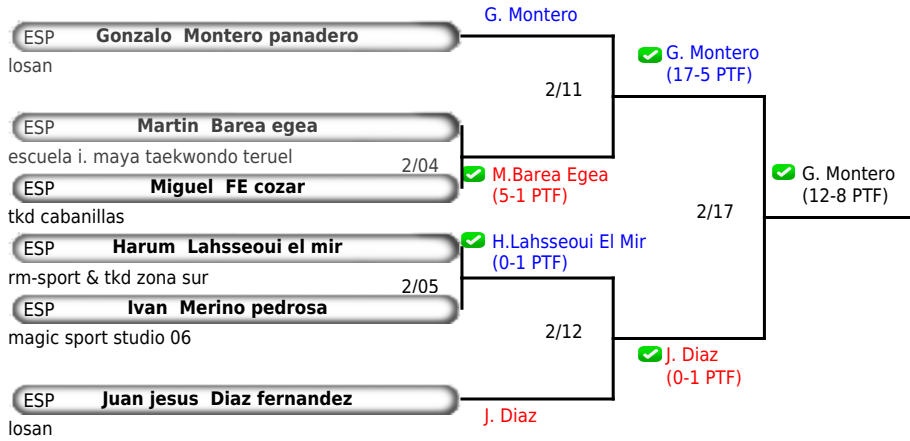 G. Montero
ESP Gonzalo Montero panadero
losan
G. Montero
(17-5 PTF)
2/11
ESP Martin Barea egea
escuela i. maya taekwondo teruel
2/04
M.Barea Egea
(5-1 PTF)
ESP Miguel FE cozar
tkd cabanillas
G. Montero
(12-8 PTF)
2/17
ESP Harum Lahsseoui el mir
rm-sport & tkd zona sur
H.Lahsseoui El Mir
(0-1 PTF)
2/05
ESP Ivan Merino pedrosa
magic sport studio 06
2/12
J. Diaz
(0-1 PTF)
ESP Juan jesus Diaz fernandez
losan
J. Diaz